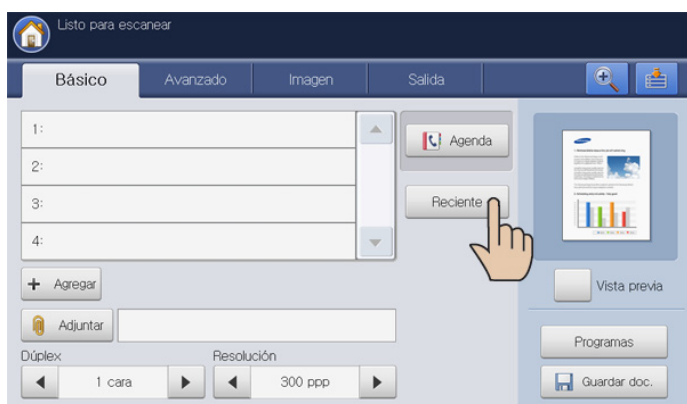 Listo para escanear
Básico Avanzado Imagen Salida
1:
2:
3:
4:
Agenda
Reciente
Agregar
Adjuntar
Dúplex Resolución
1 cara 300 ppp
Vista previa
Programas
Guardar doc.